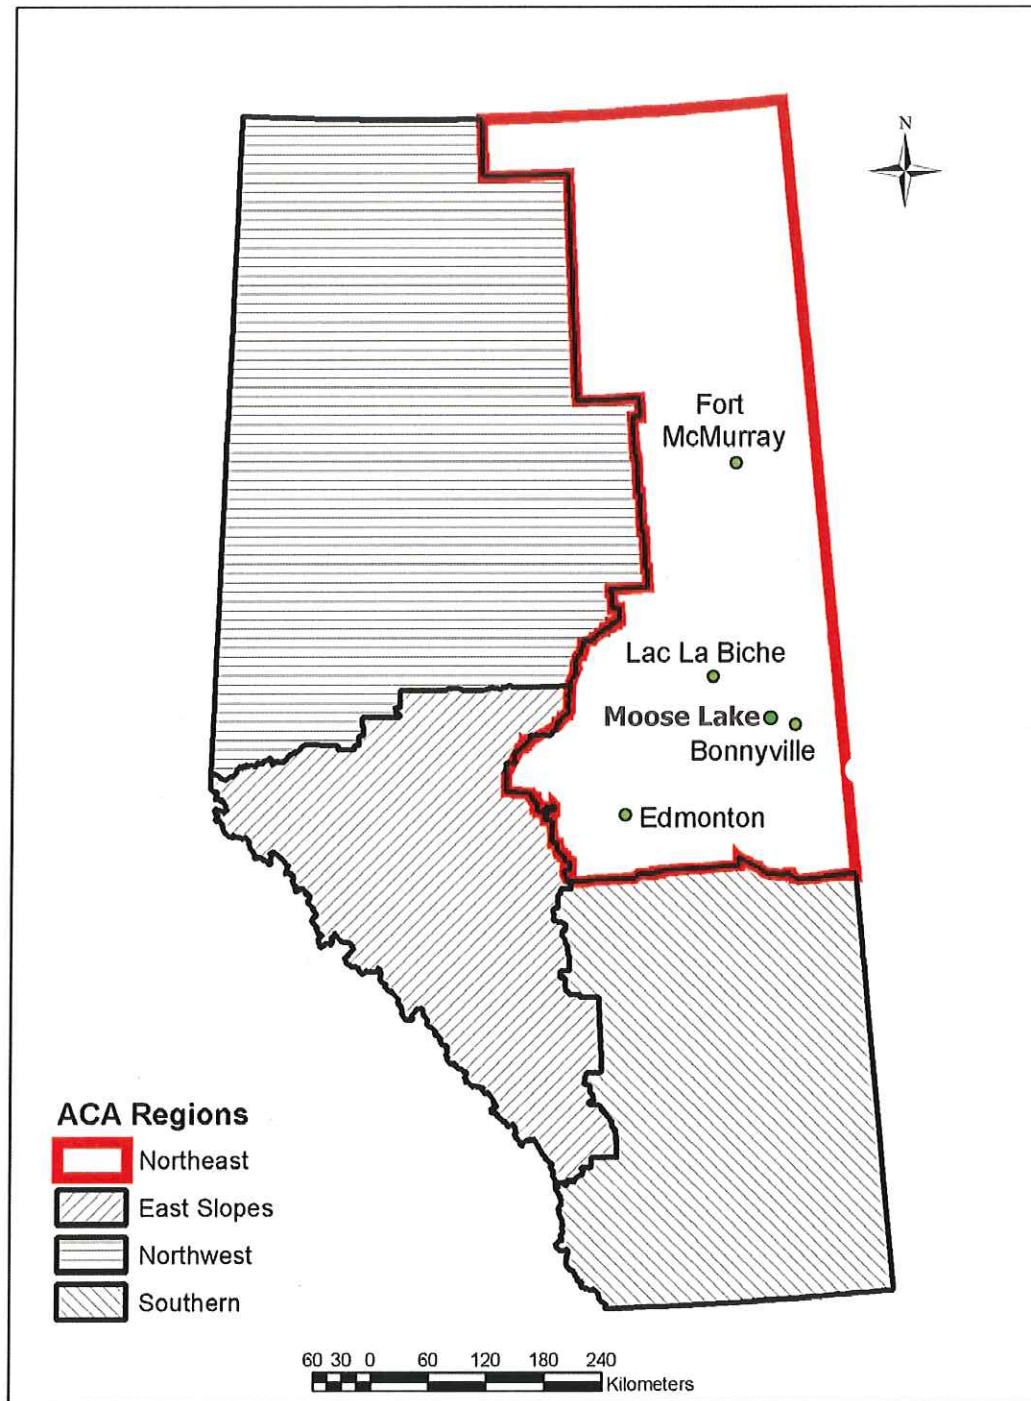 N
Fort
McMurray
Lac La Biche
Moose Lake
Bonnyville
Edmonton
ACA Regions
Northeast
East Slopes
Northwest
Southern
60 30 0 60 120 180 240
Kilometers